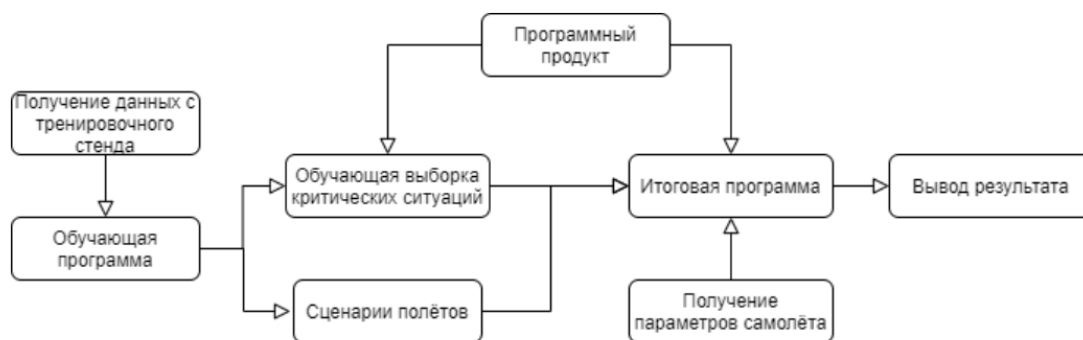 Программный
продукт
Получение данных с
тренировочного
стенда
Обучающая выборка
критических ситуаций
Итоговая программа
Вывод результата
Обучающая
программа
Сценарии полётов
Получение
параметров самолёта